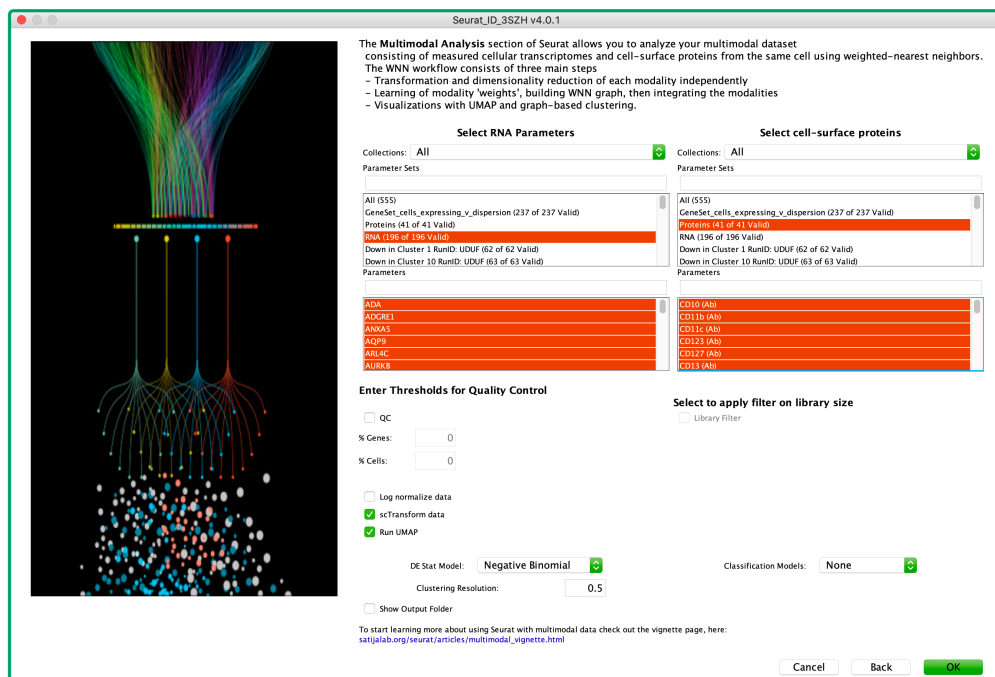 Seurat_ID_3SZH v4.0.1
The Multimodal Analysis section of Seurat allows you to analyze your multimodal dataset
consisting of measured cellular transcriptomes and cell-surface proteins from the same cell using weighted-nearest neighbors.
The WNN workflow consists of three main steps
– Transformation and dimensionality reduction of each modality independently
– Learning of modality 'weights', building WNN graph, then integrating the modalities
– Visualizations with UMAP and graph-based clustering.
Select RNA Parameters
Collections: All
Parameter Sets
All (555)
GeneSet_cells_expressing_v_dispersion (237 of 237 Valid)
Proteins (41 of 41 Valid)
RNA (196 of 196 Valid)
Down in Cluster 1 RunID: UDUF (62 of 62 Valid)
Down in Cluster 10 RunID: UDUF (63 of 63 Valid)
Parameters
ADA
ADGRE1
ANXA5
AQP9
ARL4C
AURKB
Select cell-surface proteins
Collections: All
Parameter Sets
All (555)
GeneSet_cells_expressing_v_dispersion (237 of 237 Valid)
Proteins (41 of 41 Valid)
RNA (196 of 196 Valid)
Down in Cluster 1 RunID: UDUF (62 of 62 Valid)
Down in Cluster 10 RunID: UDUF (63 of 63 Valid)
Parameters
CD10 (Ab)
CD11b (Ab)
CD11c (Ab)
CD123 (Ab)
CD127 (Ab)
CD13 (Ab)
Enter Thresholds for Quality Control
QC
% Genes: 0
% Cells: 0
Select to apply filter on library size
Library Filter
Log normalize data
scTransform data
Run UMAP
DE Stat Model: Negative Binomial
Classification Models: None
Clustering Resolution: 0.5
Show Output Folder
To start learning more about using Seurat with multimodal data check out the vignette page, here:
satijalab.org/seurat/articles/multimodal_vignette.html
Cancel Back OK